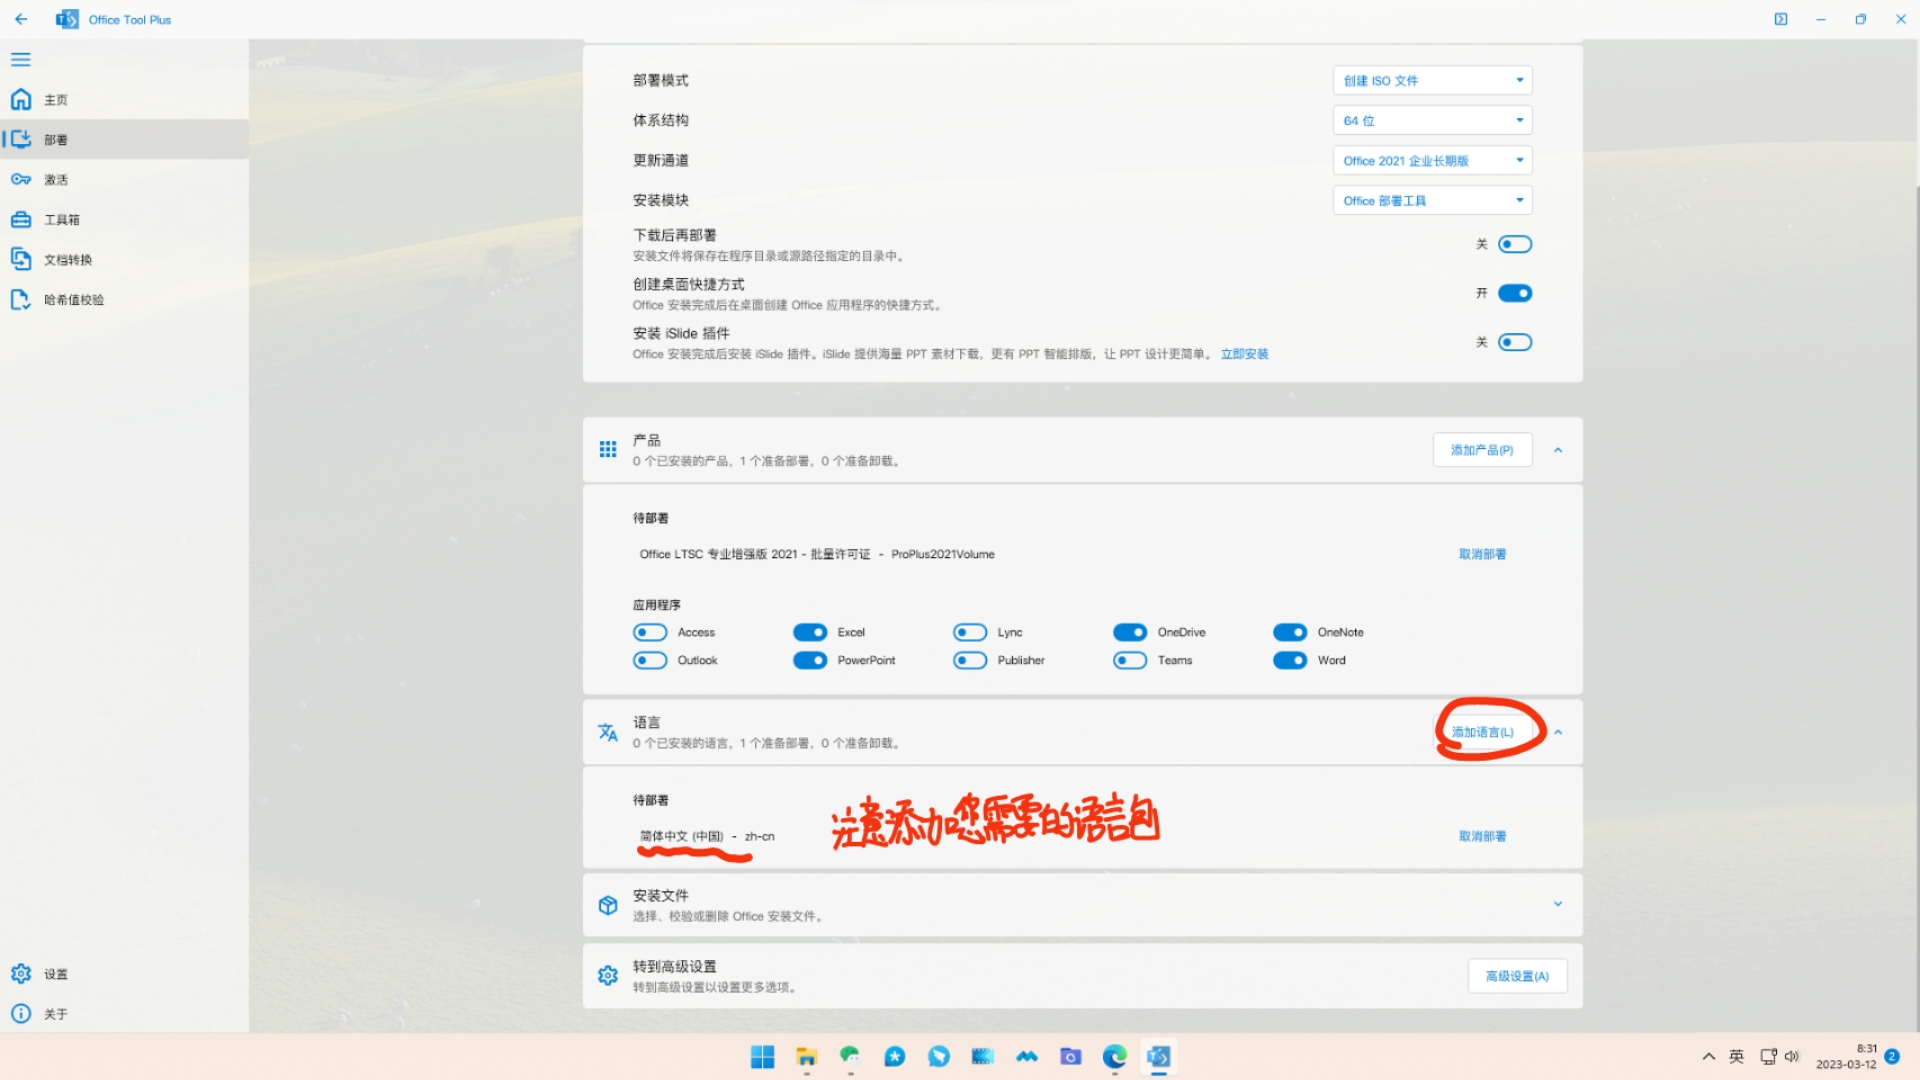 Office Tool Plus
主页
部署
激活
工具箱
文档转换
哈希值校验
设置
关于
部署模式
创建 ISO 文件
体系结构
64 位
更新通道
Office 2021 企业长期版
安装模块
Office 部署工具
下载后再部署
安装文件将保存在程序目录或源路径指定的目录中。
关
创建桌面快捷方式
Office 安装完成后在桌面创建 Office 应用程序的快捷方式。
开
安装 iSlide 插件
Office 安装完成后安装 iSlide 插件。iSlide 提供海量 PPT 素材下载，更有 PPT 智能排版，让 PPT 设计更简单。 立即安装
关
产品
0 个已安装的产品，1 个准备部署，0 个准备卸载。
添加产品(P)
待部署
Office LTSC 专业增强版 2021 - 批量许可证 - ProPlus2021Volume
取消部署
应用程序
Access Excel Lync OneDrive OneNote
Outlook PowerPoint Publisher Teams Word
语言
0 个已安装的语言，1 个准备部署，0 个准备卸载。
添加语言(L)
待部署
简体中文 (中国) - zh-cn
注意添加您需要的语言包
取消部署
安装文件
选择、校验或删除 Office 安装文件。
转到高级设置
转到高级设置以设置更多选项。
高级设置(A)
英
8:31
2023-03-12
2